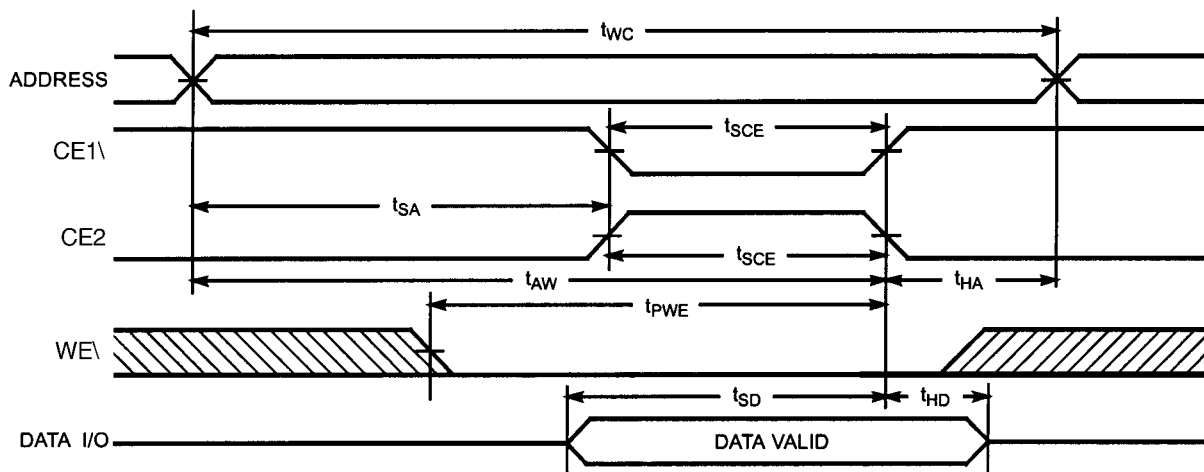 tWC
ADDRESS
tSCE
CE1\
tSA
CE2
tSCE
tAW
tHA
tPWE
WE\
tSD
tHD
DATA I/O
DATA VALID